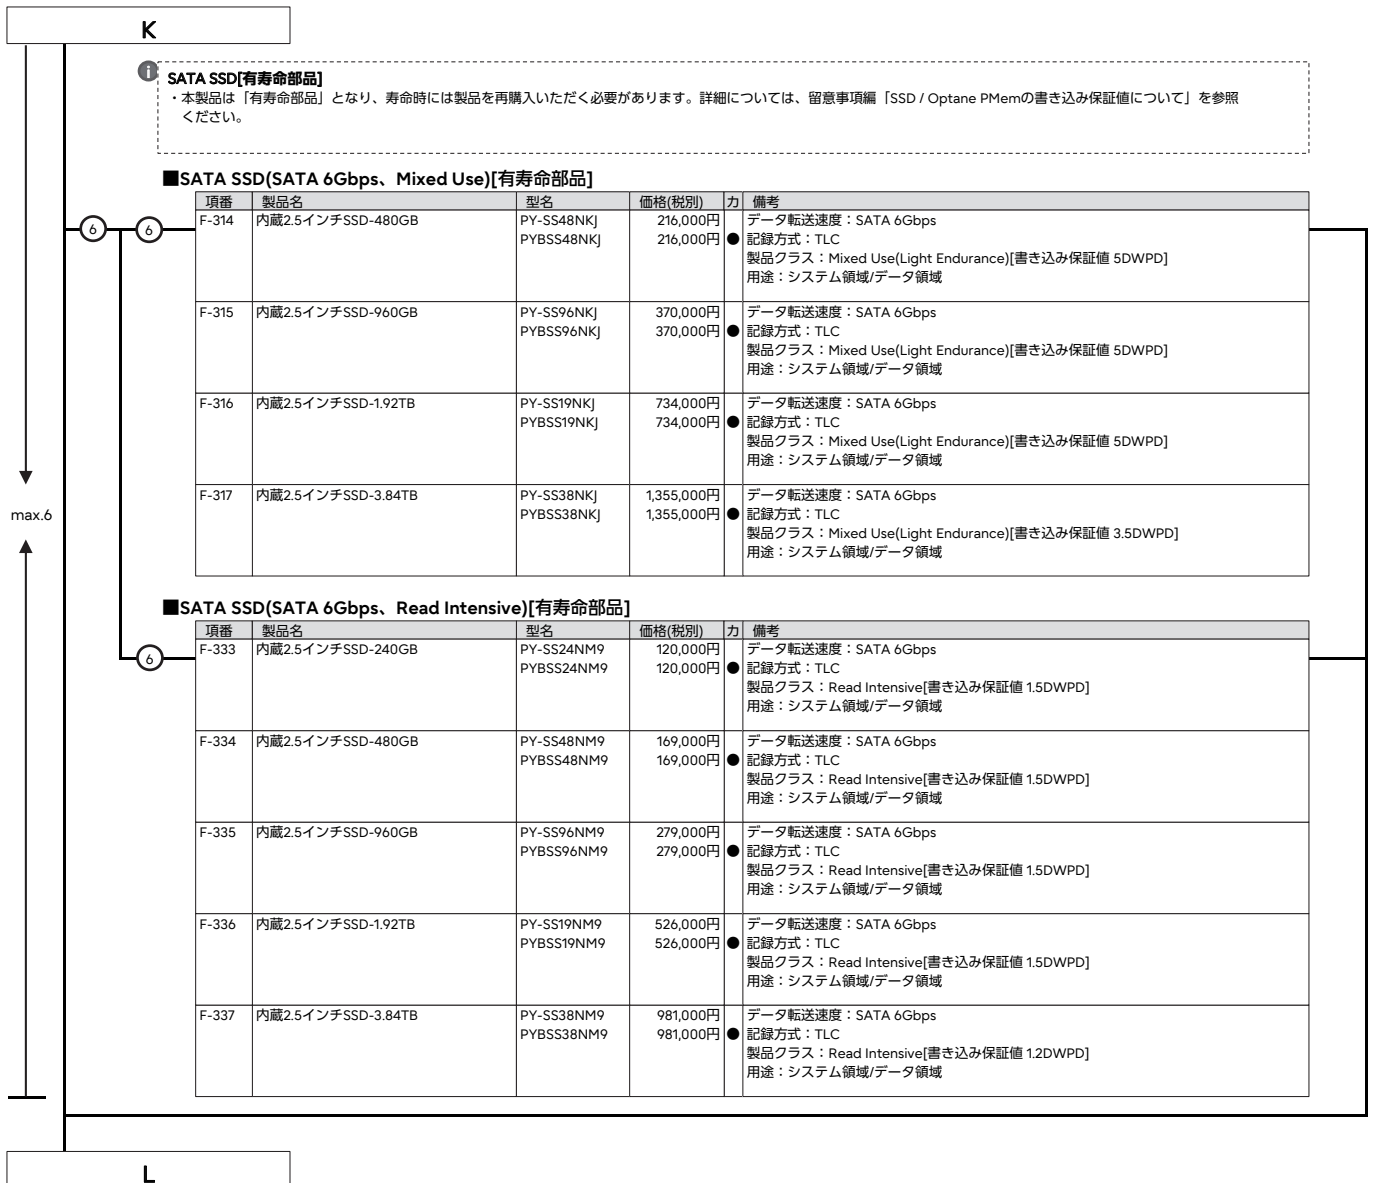 K
i
SATA SSD[有寿命部品]
・本製品は「有寿命部品」となり、寿命時には製品を再購入いただく必要があります。詳細については、留意事項編「SSD / Optane PMemの書き込み保証値について」を参照
ください。
■SATA SSD(SATA 6Gbps、Mixed Use)[有寿命部品]
項番 製品名 型名 価格(税別) カ 備考
6 6 F-314 内蔵2.5インチSSD-480GB PY-SS48NKJ 216,000円 データ転送速度：SATA 6Gbps
PYBSS48NKJ 216,000円 ● 記録方式：TLC
製品クラス：Mixed Use(Light Endurance)[書き込み保証値 5DWPD]
用途：システム領域/データ領域
F-315 内蔵2.5インチSSD-960GB PY-SS96NKJ 370,000円 データ転送速度：SATA 6Gbps
PYBSS96NKJ 370,000円 ● 記録方式：TLC
製品クラス：Mixed Use(Light Endurance)[書き込み保証値 5DWPD]
用途：システム領域/データ領域
F-316 内蔵2.5インチSSD-1.92TB PY-SS19NKJ 734,000円 データ転送速度：SATA 6Gbps
PYBSS19NKJ 734,000円 ● 記録方式：TLC
製品クラス：Mixed Use(Light Endurance)[書き込み保証値 5DWPD]
用途：システム領域/データ領域
F-317 内蔵2.5インチSSD-3.84TB PY-SS38NKJ 1,355,000円 データ転送速度：SATA 6Gbps
max.6 PYBSS38NKJ 1,355,000円 ● 記録方式：TLC
製品クラス：Mixed Use(Light Endurance)[書き込み保証値 3.5DWPD]
用途：システム領域/データ領域
■SATA SSD(SATA 6Gbps、Read Intensive)[有寿命部品]
項番 製品名 型名 価格(税別) カ 備考
6 F-333 内蔵2.5インチSSD-240GB PY-SS24NM9 120,000円 データ転送速度：SATA 6Gbps
PYBSS24NM9 120,000円 ● 記録方式：TLC
製品クラス：Read Intensive[書き込み保証値 1.5DWPD]
用途：システム領域/データ領域
F-334 内蔵2.5インチSSD-480GB PY-SS48NM9 169,000円 データ転送速度：SATA 6Gbps
PYBSS48NM9 169,000円 ● 記録方式：TLC
製品クラス：Read Intensive[書き込み保証値 1.5DWPD]
用途：システム領域/データ領域
F-335 内蔵2.5インチSSD-960GB PY-SS96NM9 279,000円 データ転送速度：SATA 6Gbps
PYBSS96NM9 279,000円 ● 記録方式：TLC
製品クラス：Read Intensive[書き込み保証値 1.5DWPD]
用途：システム領域/データ領域
F-336 内蔵2.5インチSSD-1.92TB PY-SS19NM9 526,000円 データ転送速度：SATA 6Gbps
PYBSS19NM9 526,000円 ● 記録方式：TLC
製品クラス：Read Intensive[書き込み保証値 1.5DWPD]
用途：システム領域/データ領域
F-337 内蔵2.5インチSSD-3.84TB PY-SS38NM9 981,000円 データ転送速度：SATA 6Gbps
PYBSS38NM9 981,000円 ● 記録方式：TLC
製品クラス：Read Intensive[書き込み保証値 1.2DWPD]
用途：システム領域/データ領域
L